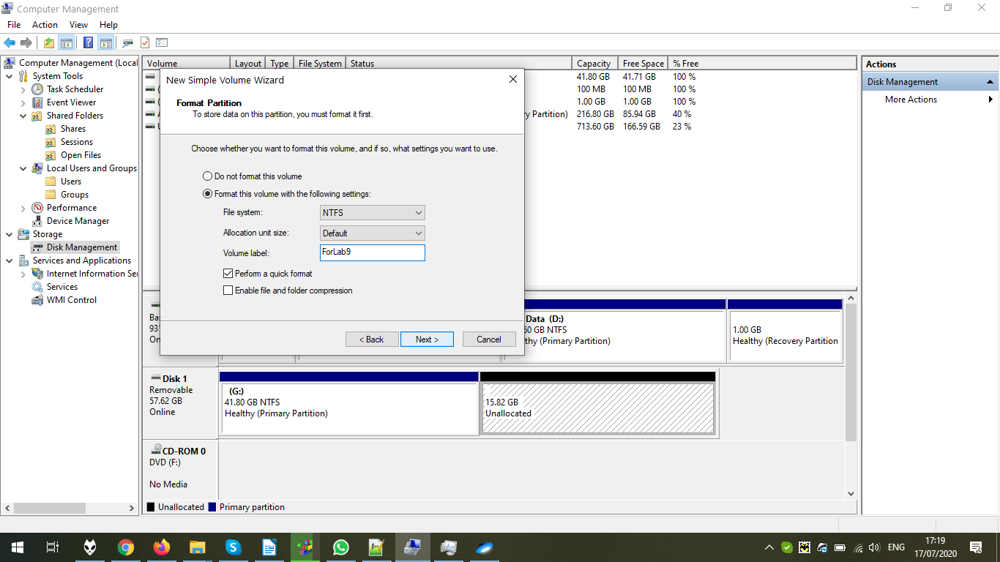 Computer Management
File Action View Help
Computer Management (Local
System Tools
Task Scheduler
Event Viewer
Shared Folders
Shares
Sessions
Open Files
Local Users and Groups
Users
Groups
Performance
Device Manager
Storage
Disk Management
Services and Applications
Internet Information Ser
Services
WMI Control
Volume Layout Type File System Status Capacity Free Space % Free
41.80 GB 41.71 GB 100 %
100 MB 100 MB 100 %
1.00 GB 1.00 GB 100 %
y Partition) 216.80 GB 85.94 GB 40 %
713.60 GB 166.59 GB 23 %
New Simple Volume Wizard
Format Partition
To store data on this partition, you must format it first.
Choose whether you want to format this volume, and if so, what settings you want to use.
Do not format this volume
Format this volume with the following settings:
File system: NTFS
Allocation unit size: Default
Volume label: ForLab9
Perform a quick format
Enable file and folder compression
< Back Next > Cancel
Ba
931
On
Data (D:)
60 GB NTFS
thy (Primary Partition)
1.00 GB
Healthy (Recovery Partition
Disk 1
Removable
57.62 GB
Online
(G:)
41.80 GB NTFS
Healthy (Primary Partition)
15.82 GB
Unallocated
CD-ROM 0
DVD (F:)
No Media
Unallocated Primary partition
Actions
Disk Management
More Actions
ENG
17:19
17/07/2020